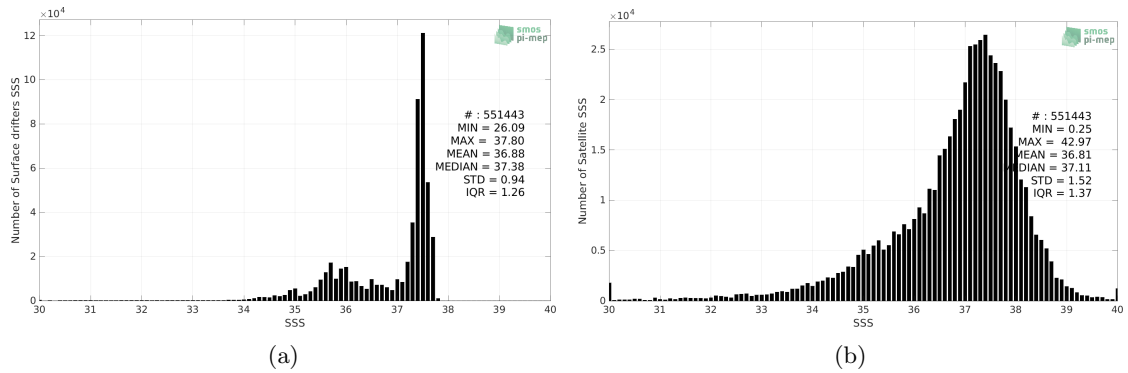 ×10⁴
smos
pi-mep
12
10
8
6
4
2
0
Number of Surface drifters SSS
# : 551443
MIN = 26.09
MAX = 37.80
MEAN = 36.88
MEDIAN = 37.38
STD = 0.94
IQR = 1.26
30 31 32 33 34 35 36 37 38 39 40
SSS
(a)
×10⁴
smos
pi-mep
2.5
2
1.5
1
0.5
0
Number of Satellite SSS
# : 551443
MIN = 0.25
MAX = 42.97
MEAN = 36.81
MEDIAN = 37.11
STD = 1.52
IQR = 1.37
30 31 32 33 34 35 36 37 38 39 40
SSS
(b)